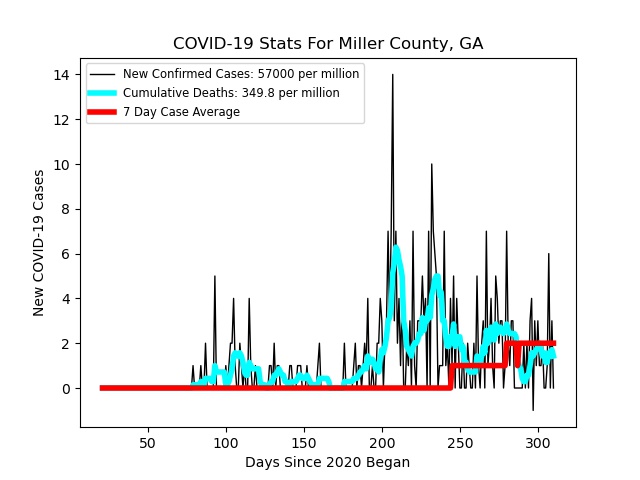 COVID-19 Stats For Miller County, GA
New Confirmed Cases: 57000 per million
Cumulative Deaths: 349.8 per million
7 Day Case Average
New COVID-19 Cases
14
12
10
8
6
4
2
0
50 100 150 200 250 300
Days Since 2020 Began